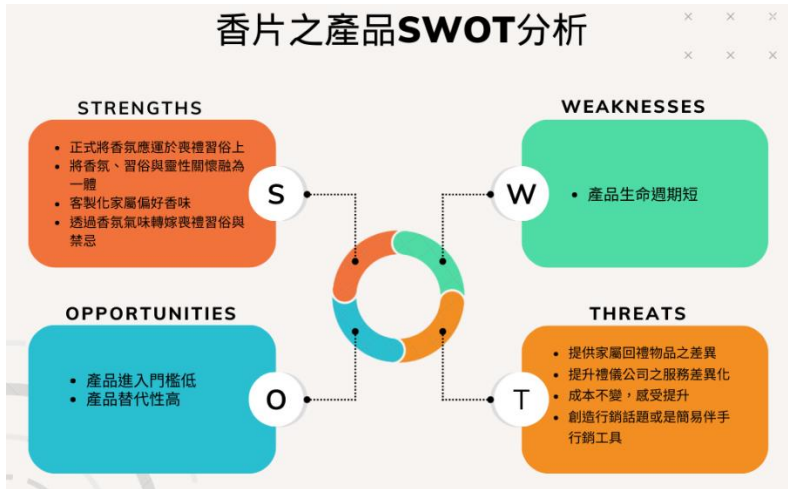 香片之產品SWOT分析
STRENGTHS
• 正式將香氛應運於喪禮習俗上
• 將香氛、習俗與靈性關懷融為
一體
• 客製化家屬偏好香味
• 透過香氛氣味轉嫁喪禮習俗與
禁忌
S
WEAKNESSES
• 產品生命週期短
W
OPPORTUNITIES
• 產品進入門檻低
• 產品替代性高
O
THREATS
• 提供家屬回禮物品之差異
• 提升禮儀公司之服務差異化
• 成本不變，感受提升
• 創造行銷話題或是簡易伴手
行銷工具
T